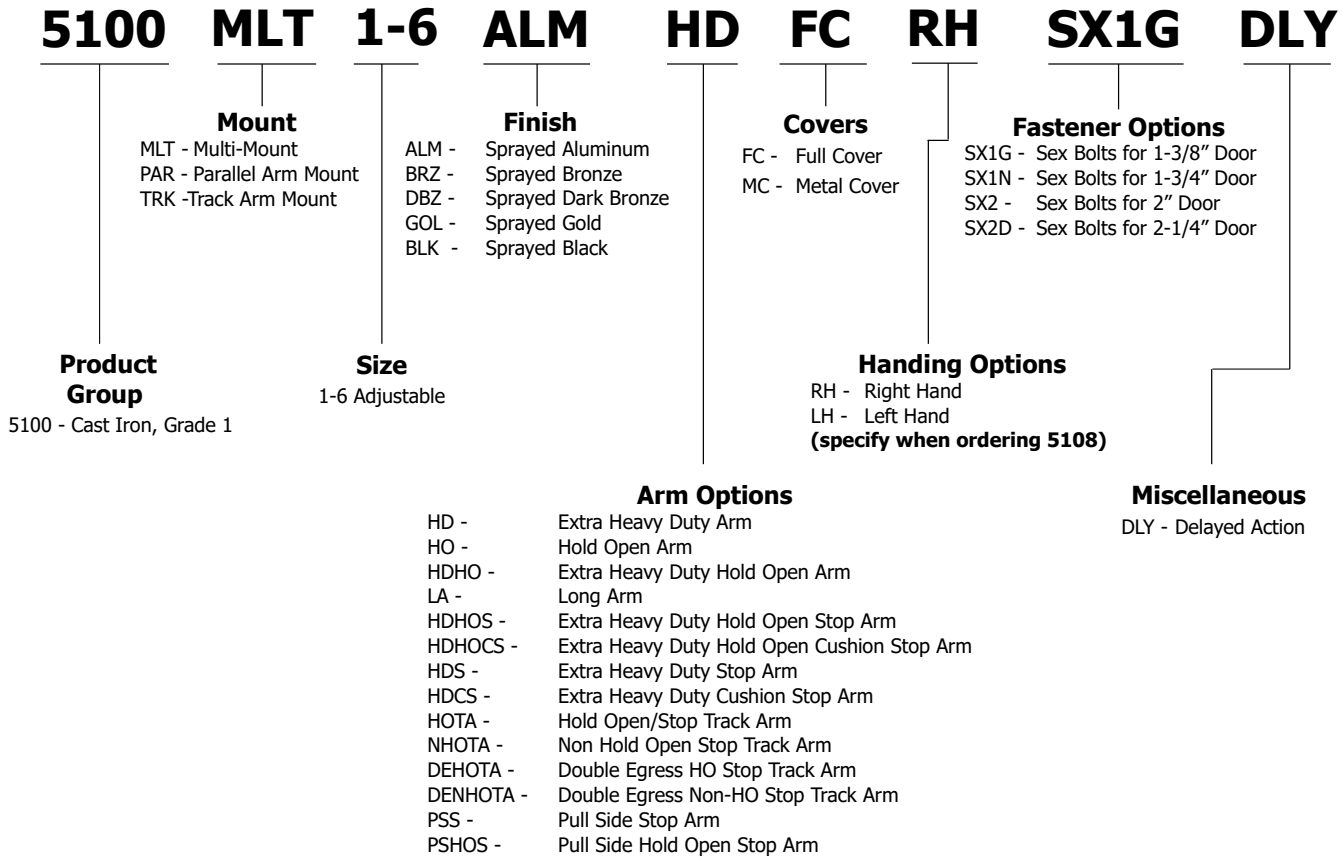 5100 MLT 1-6 ALM HD FC RH SX1G DLY
Mount
MLT - Multi-Mount
PAR - Parallel Arm Mount
TRK -Track Arm Mount
Finish
ALM - Sprayed Aluminum
BRZ - Sprayed Bronze
DBZ - Sprayed Dark Bronze
GOL - Sprayed Gold
BLK - Sprayed Black
Covers
FC - Full Cover
MC - Metal Cover
Fastener Options
SX1G - Sex Bolts for 1-3/8” Door
SX1N - Sex Bolts for 1-3/4” Door
SX2 - Sex Bolts for 2” Door
SX2D - Sex Bolts for 2-1/4” Door
Product
Group
5100 - Cast Iron, Grade 1
Size
1-6 Adjustable
Handing Options
RH - Right Hand
LH - Left Hand
(specify when ordering 5108)
Arm Options
HD - Extra Heavy Duty Arm
HO - Hold Open Arm
HDHO - Extra Heavy Duty Hold Open Arm
LA - Long Arm
HDHOS - Extra Heavy Duty Hold Open Stop Arm
HDHOCS - Extra Heavy Duty Hold Open Cushion Stop Arm
HDS - Extra Heavy Duty Stop Arm
HDCS - Extra Heavy Duty Cushion Stop Arm
HOTA - Hold Open/Stop Track Arm
NHOTA - Non Hold Open Stop Track Arm
DEHOTA - Double Egress HO Stop Track Arm
DENHOTA - Double Egress Non-HO Stop Track Arm
PSS - Pull Side Stop Arm
PSHOS - Pull Side Hold Open Stop Arm
Miscellaneous
DLY - Delayed Action